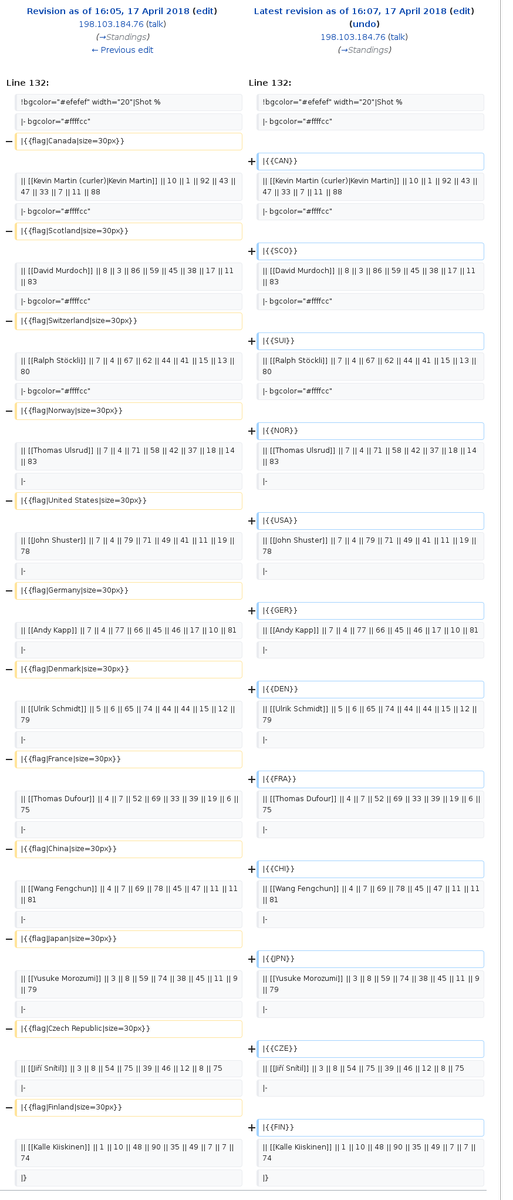 Revision as of 16:05, 17 April 2018 (edit)
198.103.184.76 (talk)
(→Standings)
← Previous edit
Latest revision as of 16:07, 17 April 2018 (edit)
(undo)
198.103.184.76 (talk)
(→Standings)
Line 132:
Line 132:
!bgcolor="#efefef" width="20"|Shot %
!bgcolor="#efefef" width="20"|Shot %
|- bgcolor="#ffffcc"
|- bgcolor="#ffffcc"
− |{{flag|Canada|size=30px}}
+ |{{CAN}}
|| [[Kevin Martin (curler)|Kevin Martin]] || 10 || 1 || 92 || 43 ||
47 || 33 || 7 || 11 || 88
|| [[Kevin Martin (curler)|Kevin Martin]] || 10 || 1 || 92 || 43 ||
47 || 33 || 7 || 11 || 88
|- bgcolor="#ffffcc"
|- bgcolor="#ffffcc"
− |{{flag|Scotland|size=30px}}
+ |{{SCO}}
|| [[David Murdoch]] || 8 || 3 || 86 || 59 || 45 || 38 || 17 || 11
|| 83
|| [[David Murdoch]] || 8 || 3 || 86 || 59 || 45 || 38 || 17 || 11
|| 83
|- bgcolor="#ffffcc"
|- bgcolor="#ffffcc"
− |{{flag|Switzerland|size=30px}}
+ |{{SUI}}
|| [[Ralph Stöckli]] || 7 || 4 || 67 || 62 || 44 || 41 || 15 || 13 ||
80
|| [[Ralph Stöckli]] || 7 || 4 || 67 || 62 || 44 || 41 || 15 || 13 ||
80
|- bgcolor="#ffffcc"
|- bgcolor="#ffffcc"
− |{{flag|Norway|size=30px}}
+ |{{NOR}}
|| [[Thomas Ulsrud]] || 7 || 4 || 71 || 58 || 42 || 37 || 18 || 14
|| 83
|| [[Thomas Ulsrud]] || 7 || 4 || 71 || 58 || 42 || 37 || 18 || 14
|| 83
|-
|-
− |{{flag|United States|size=30px}}
+ |{{USA}}
|| [[John Shuster]] || 7 || 4 || 79 || 71 || 49 || 41 || 11 || 19 ||
78
|| [[John Shuster]] || 7 || 4 || 79 || 71 || 49 || 41 || 11 || 19 ||
78
|-
|-
− |{{flag|Germany|size=30px}}
+ |{{GER}}
|| [[Andy Kapp]] || 7 || 4 || 77 || 66 || 45 || 46 || 17 || 10 || 81
|| [[Andy Kapp]] || 7 || 4 || 77 || 66 || 45 || 46 || 17 || 10 || 81
|-
|-
− |{{flag|Denmark|size=30px}}
+ |{{DEN}}
|| [[Ulrik Schmidt]] || 5 || 6 || 65 || 74 || 44 || 44 || 15 || 12 ||
79
|| [[Ulrik Schmidt]] || 5 || 6 || 65 || 74 || 44 || 44 || 15 || 12 ||
79
|-
|-
− |{{flag|France|size=30px}}
+ |{{FRA}}
|| [[Thomas Dufour]] || 4 || 7 || 52 || 69 || 33 || 39 || 19 || 6 ||
75
|| [[Thomas Dufour]] || 4 || 7 || 52 || 69 || 33 || 39 || 19 || 6 ||
75
|-
|-
− |{{flag|China|size=30px}}
+ |{{CHI}}
|| [[Wang Fengchun]] || 4 || 7 || 69 || 78 || 45 || 47 || 11 || 11
|| 81
|| [[Wang Fengchun]] || 4 || 7 || 69 || 78 || 45 || 47 || 11 || 11
|| 81
|-
|-
− |{{flag|Japan|size=30px}}
+ |{{JPN}}
|| [[Yusuke Morozumi]] || 3 || 8 || 59 || 74 || 38 || 45 || 11 || 9
|| 79
|| [[Yusuke Morozumi]] || 3 || 8 || 59 || 74 || 38 || 45 || 11 || 9
|| 79
|-
|-
− |{{flag|Czech Republic|size=30px}}
+ |{{CZE}}
|| [[Jiří Snítil]] || 3 || 8 || 54 || 75 || 39 || 46 || 12 || 8 || 75
|| [[Jiří Snítil]] || 3 || 8 || 54 || 75 || 39 || 46 || 12 || 8 || 75
|-
|-
− |{{flag|Finland|size=30px}}
+ |{{FIN}}
|| [[Kalle Kiiskinen]] || 1 || 10 || 48 || 90 || 35 || 49 || 7 || 7 ||
74
|| [[Kalle Kiiskinen]] || 1 || 10 || 48 || 90 || 35 || 49 || 7 || 7 ||
74
|}
|}